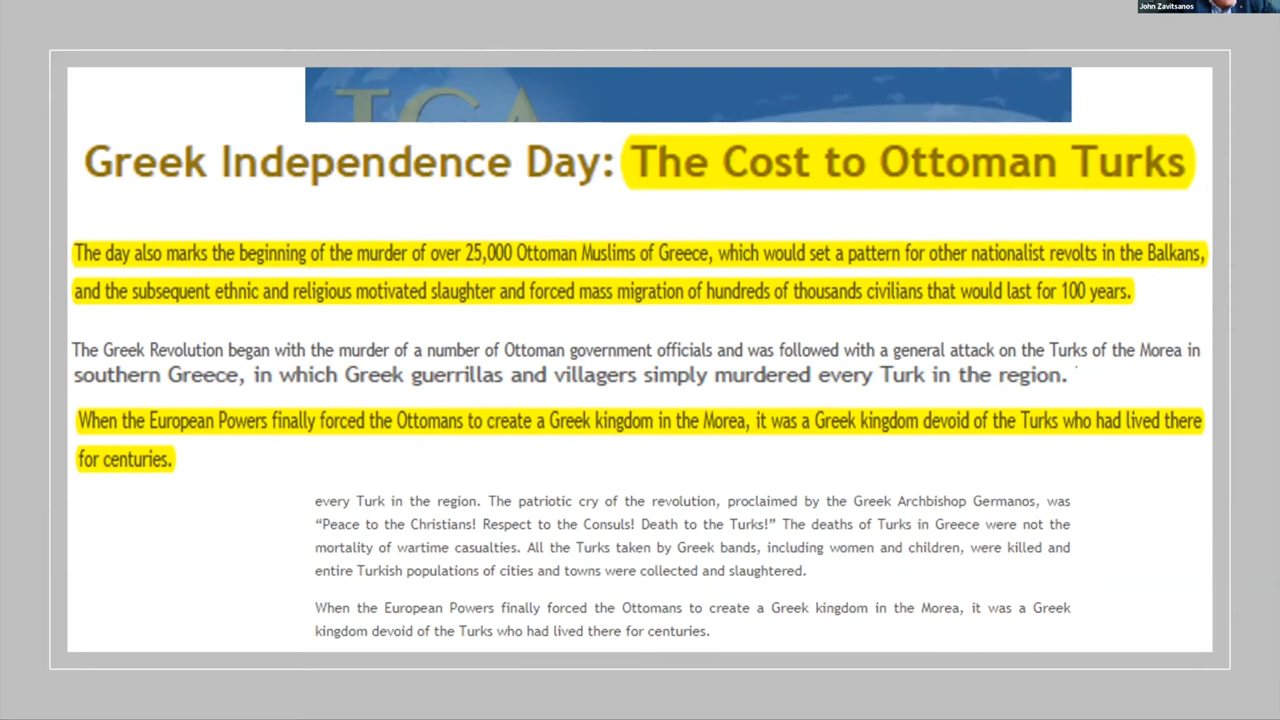 John Zavitsanos
TCA
Greek Independence Day: The Cost to Ottoman Turks
The day also marks the beginning of the murder of over 25,000 Ottoman Muslims of Greece, which would set a pattern for other nationalist revolts in the Balkans,
and the subsequent ethnic and religious motivated slaughter and forced mass migration of hundreds of thousands civilians that would last for 100 years.
The Greek Revolution began with the murder of a number of Ottoman government officials and was followed with a general attack on the Turks of the Morea in
southern Greece, in which Greek guerrillas and villagers simply murdered every Turk in the region.
When the European Powers finally forced the Ottomans to create a Greek kingdom in the Morea, it was a Greek kingdom devoid of the Turks who had lived there
for centuries.
every Turk in the region. The patriotic cry of the revolution, proclaimed by the Greek Archbishop Germanos, was
“Peace to the Christians! Respect to the Consuls! Death to the Turks!” The deaths of Turks in Greece were not the
mortality of wartime casualties. All the Turks taken by Greek bands, including women and children, were killed and
entire Turkish populations of cities and towns were collected and slaughtered.
When the European Powers finally forced the Ottomans to create a Greek kingdom in the Morea, it was a Greek
kingdom devoid of the Turks who had lived there for centuries.